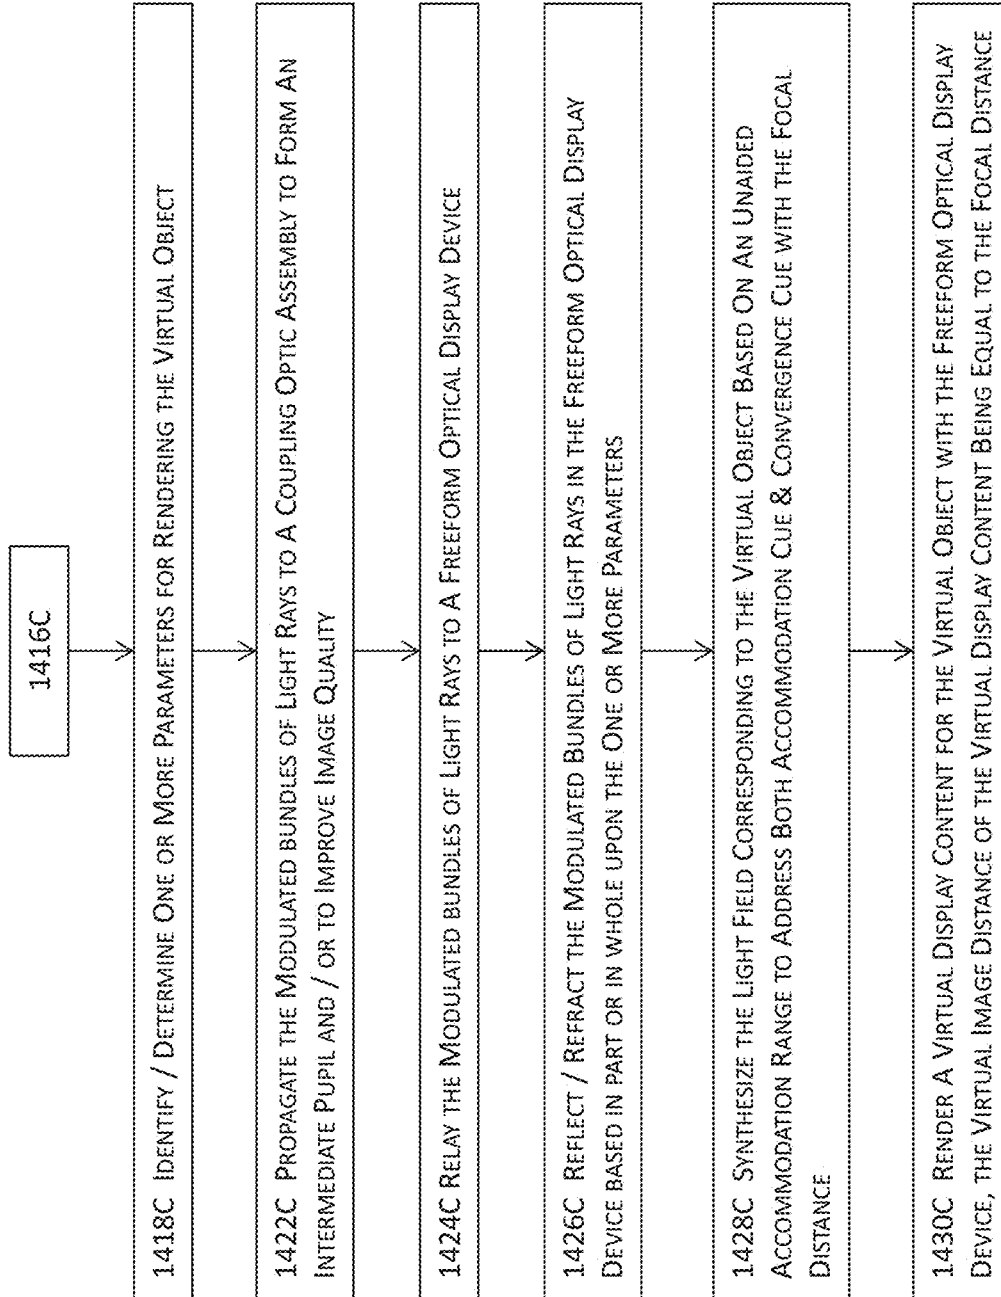 1416C
1418C IDENTIFY / DETERMINE ONE OR MORE PARAMETERS FOR RENDERING THE VIRTUAL OBJECT
1422C PROPAGATE THE MODULATED BUNDLES OF LIGHT RAYS TO A COUPLING OPTIC ASSEMBLY TO FORM AN
INTERMEDIATE PUPIL AND / OR TO IMPROVE IMAGE QUALITY
1424C RELAY THE MODULATED BUNDLES OF LIGHT RAYS TO A FREEFORM OPTICAL DISPLAY DEVICE
1426C REFLECT / REFRACT THE MODULATED BUNDLES OF LIGHT RAYS IN THE FREEFORM OPTICAL DISPLAY
DEVICE BASED IN PART OR IN WHOLE UPON THE ONE OR MORE PARAMETERS
1428C SYNTHESIZE THE LIGHT FIELD CORRESPONDING TO THE VIRTUAL OBJECT BASED ON AN UNAIDED
ACCOMMODATION RANGE TO ADDRESS BOTH ACCOMMODATION CUE & CONVERGENCE CUE WITH THE FOCAL
DISTANCE
1430C RENDER A VIRTUAL DISPLAY CONTENT FOR THE VIRTUAL OBJECT WITH THE FREEFORM OPTICAL DISPLAY
DEVICE, THE VIRTUAL IMAGE DISTANCE OF THE VIRTUAL DISPLAY CONTENT BEING EQUAL TO THE FOCAL DISTANCE